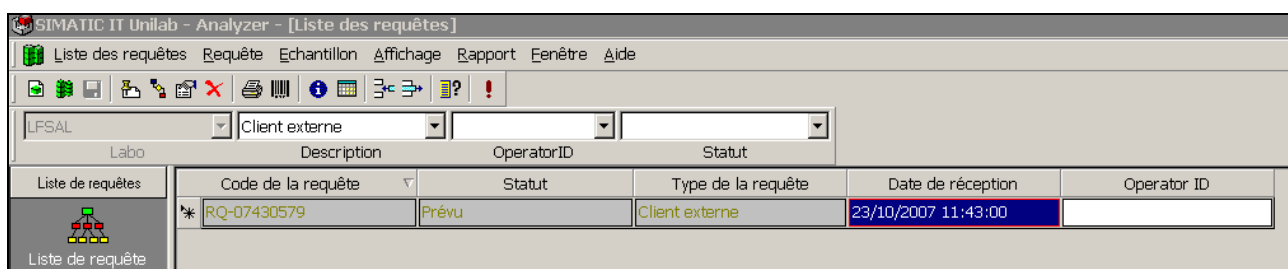 SIMATIC IT Unilab - Analyzer - [Liste des requêtes]
Liste des requêtes Requête Echantillon Affichage Rapport Fenêtre Aide
LFSAL Client externe
Labo Description OperatorID Statut
Liste de requêtes Code de la requête Statut Type de la requête Date de réception Operator ID
RQ-07430579 Prévu Client externe 23/10/2007 11:43:00
Liste de requête